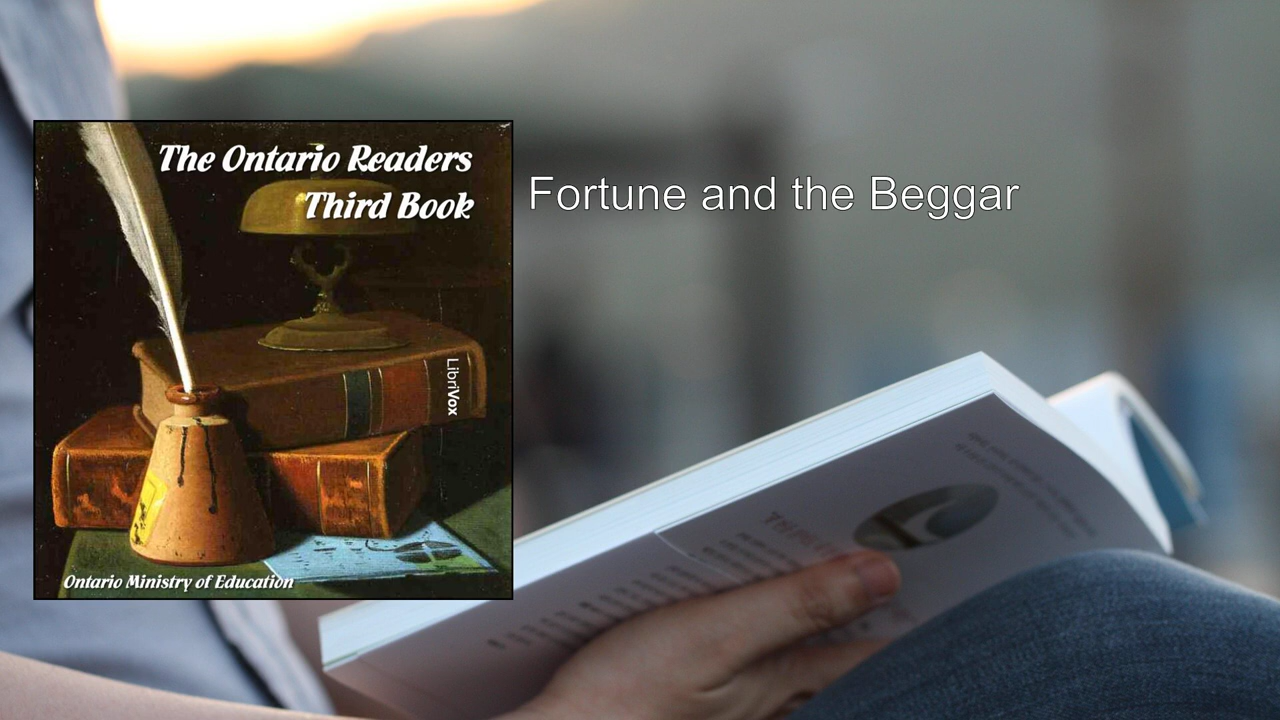 The Ontario Readers
Third Book
LibriVox
Ontario Ministry of Education
Fortune and the Beggar